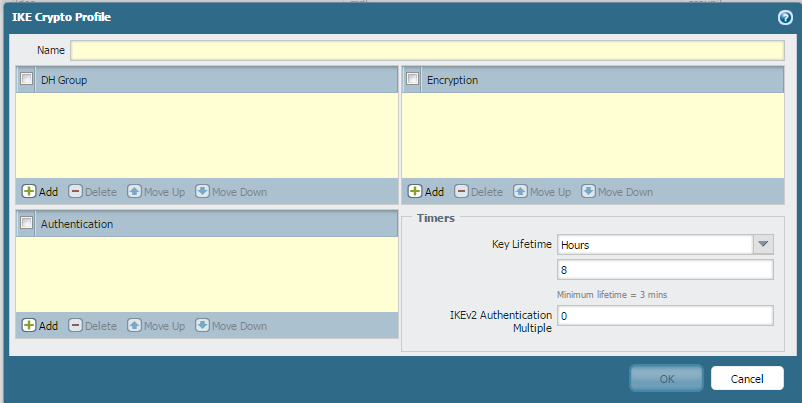 IKE Crypto Profile
Name
DH Group
Add Delete Move Up Move Down
Encryption
Add Delete Move Up Move Down
Authentication
Add Delete Move Up Move Down
Timers
Key Lifetime Hours
8
Minimum lifetime = 3 mins
IKEv2 Authentication
Multiple
0
OK Cancel